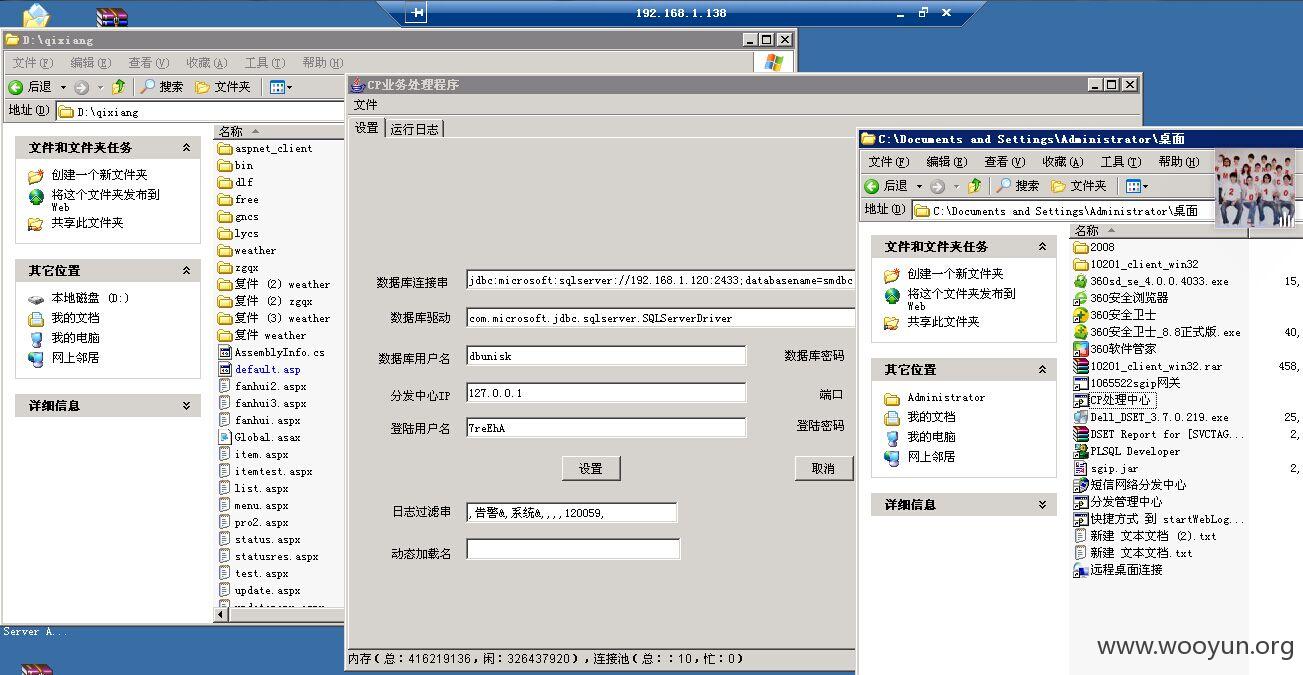 192.168.1.138
D:\qixiang
文件(F) 编辑(E) 查看(V) 收藏(A) 工具(T) 帮助(H)
后退 搜索 文件夹
地址(D) D:\qixiang
文件和文件夹任务
创建一个新文件夹
将这个文件夹发布到
Web
共享此文件夹
其它位置
本地磁盘 (D:)
我的文档
我的电脑
网上邻居
详细信息
名称
aspnet_client
bin
dlf
free
gncs
lycs
weather
zgqx
复件 (2) weather
复件 (2) zgqx
复件 (3) weather
复件 weather
AssemblyInfo.cs
default.asp
fanhui2.aspx
fanhui3.aspx
fanhui.aspx
Global.asax
item.aspx
itemtest.aspx
list.aspx
menu.aspx
pro2.aspx
status.aspx
statusres.aspx
test.aspx
update.aspx
Server A...
CP业务处理程序
文件
设置 运行日志
数据库连接串 jdbc:microsoft:sqlserver://192.168.1.120:2433;databasename=smdbc
数据库驱动 com.microsoft.jdbc.sqlserver.SQLServerDriver
数据库用户名 dbunisk 数据库密码
分发中心IP 127.0.0.1 端口
登陆用户名 7reEhA 登陆密码
设置 取消
日志过滤串 ,告警&,系统&,,,,120059,
动态加载名
内存(总:416219136,闲:326437920),连接池(总::10,忙:0)
C:\Documents and Settings\Administrator\桌面
文件(F) 编辑(E) 查看(V) 收藏(A) 工具(T) 帮助(H)
后退 搜索 文件夹
地址(D) C:\Documents and Settings\Administrator\桌面
文件和文件夹任务
创建一个新文件夹
将这个文件夹发布到
Web
共享此文件夹
其它位置
Administrator
我的文档
我的电脑
网上邻居
详细信息
名称
2008
10201_client_win32
360sd_se_4.0.0.4033.exe 15,
360安全浏览器
360安全卫士
360安全卫士_8.8正式版.exe 40,
360软件管家
10201_client_win32.rar 458,
1065522sgip网关
CP处理中心
Dell_DSET_3.7.0.219.exe 25,
DSET Report for [SVCTAG... 2,
PLSQL Developer
sgip.jar 2,
短信网络分发中心
分发管理中心
快捷方式 到 startWebLog...
新建 文本文档 (2).txt
新建 文本文档.txt
远程桌面连接
www.wooyun.org